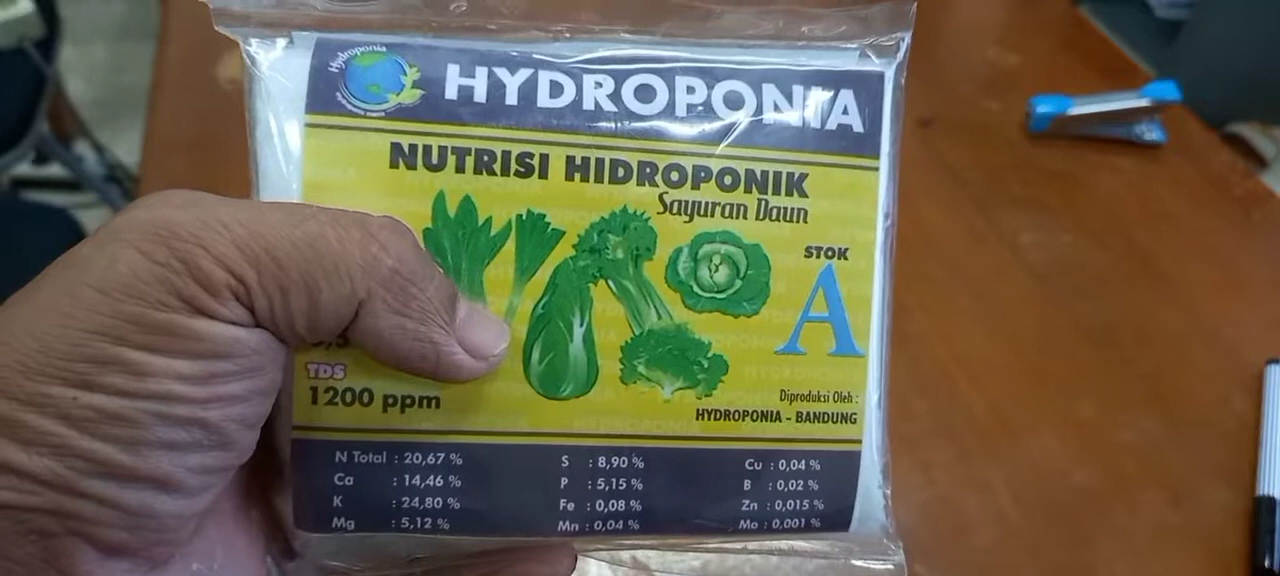 Hydroponia
HYDROPONIA
NUTRISI HIDROPONIK
Sayuran Daun
STOK
A
TDS
1200 ppm
Diproduksi Oleh :
HYDROPONIA - BANDUNG
N Total : 20,67 %
Ca : 14,46 %
K : 24,80 %
Mg : 5,12 %
S : 8,90 %
P : 5,15 %
Fe : 0,08 %
Mn : 0,04 %
Cu : 0,04 %
B : 0,02 %
Zn : 0,015 %
Mo : 0,001 %